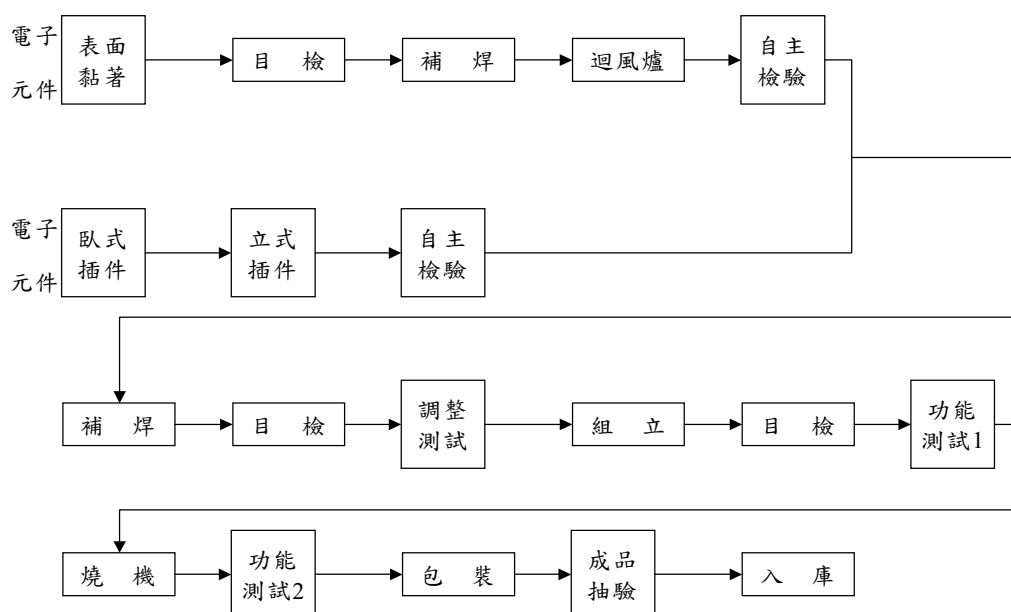 電子
元件
表面
黏著
目 檢
補 焊
迴風爐
自主
檢驗
電子
元件
臥式
插件
立式
插件
自主
檢驗
補 焊
目 檢
調整
測試
組 立
目 檢
功能
測試1
燒 機
功能
測試2
包 裝
成品
抽驗
入 庫